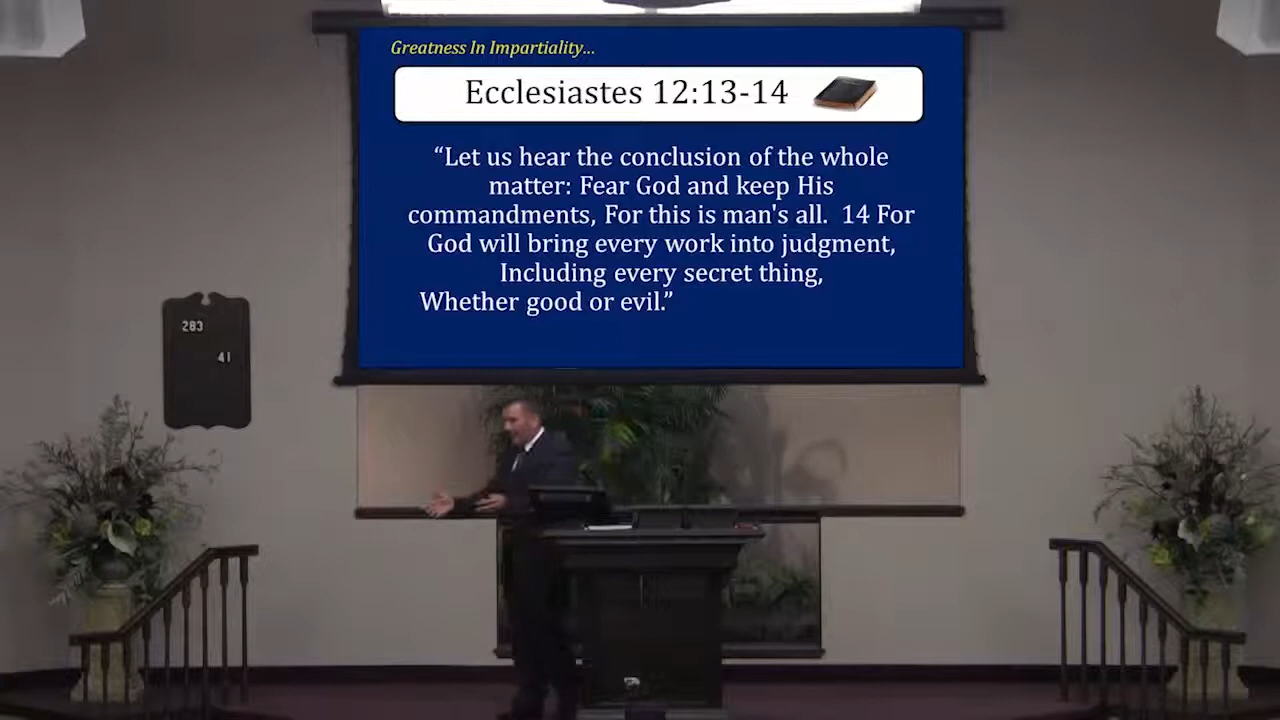 Greatness In Impartiality...
Ecclesiastes 12:13-14
“Let us hear the conclusion of the whole
matter: Fear God and keep His
commandments, For this is man's all.  14 For
God will bring every work into judgment,
Including every secret thing,
Whether good or evil.”
283
41